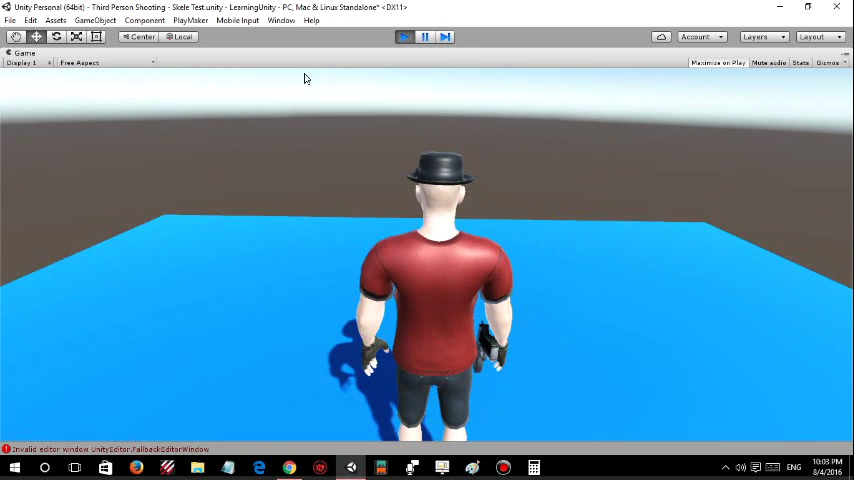 Unity Personal (64bit) - Third Person Shooting - Skele Test.unity - LearningUnity - PC, Mac & Linux Standalone* <DX11>
File Edit Assets GameObject Component PlayMaker Mobile Input Window Help
Center Local Account Layers Layout
Game
Display 1 Free Aspect Maximize on Play Mute audio Stats Gizmos
Invalid editor window UnityEditor.FallbackEditorWindow
ENG
10:03 PM
8/4/2016